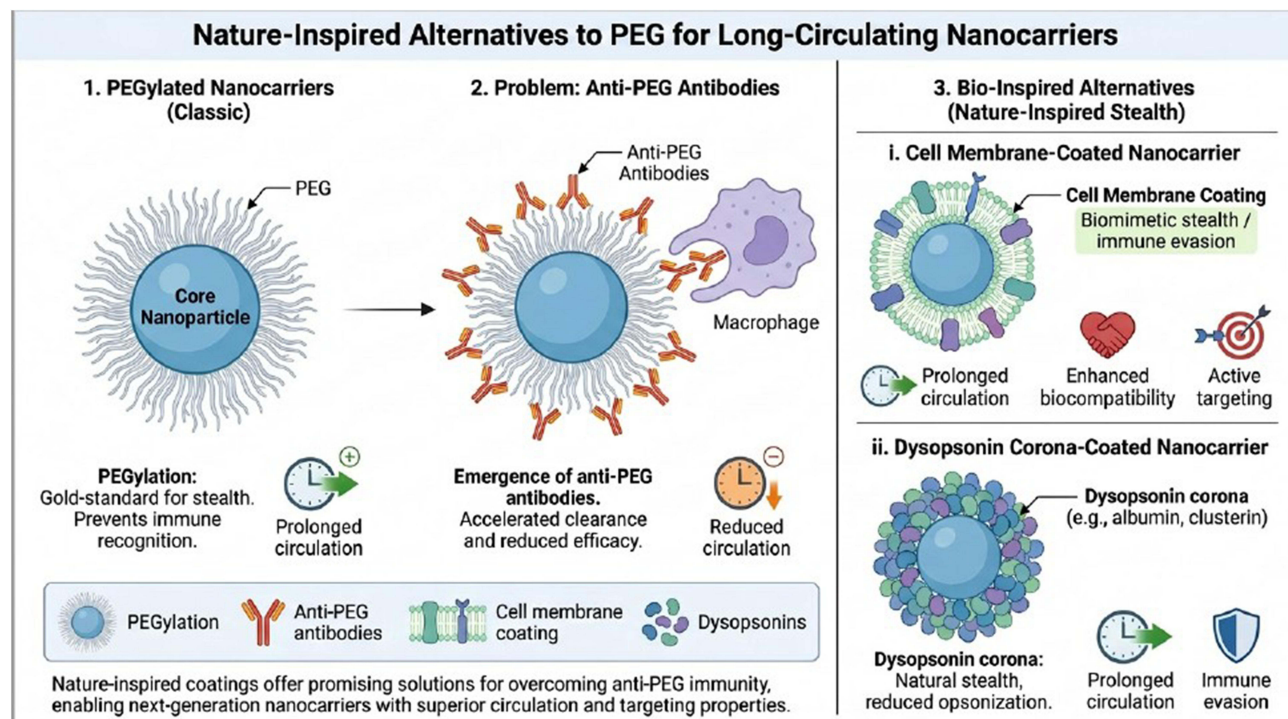 Nature-Inspired Alternatives to PEG for Long-Circulating Nanocarriers
1. PEGylated Nanocarriers
(Classic)
PEG
Core
Nanoparticle
PEGylation:
Gold-standard for stealth.
Prevents immune
recognition.
Prolonged
circulation
2. Problem: Anti-PEG Antibodies
Anti-PEG
Antibodies
Macrophage
Emergence of anti-PEG
antibodies.
Accelerated clearance
and reduced efficacy.
Reduced
circulation
PEGylation
Anti-PEG
antibodies
Cell membrane
coating
Dysopsonins
Nature-inspired coatings offer promising solutions for overcoming anti-PEG immunity,
enabling next-generation nanocarriers with superior circulation and targeting properties.
3. Bio-Inspired Alternatives
(Nature-Inspired Stealth)
i. Cell Membrane-Coated Nanocarrier
Cell Membrane Coating
Biomimetic stealth /
immune evasion
Prolonged
circulation
Enhanced
biocompatibility
Active
targeting
ii. Dysopsonin Corona-Coated Nanocarrier
Dysopsonin corona
(e.g., albumin, clusterin)
Dysopsonin corona:
Natural stealth,
reduced opsonization.
Prolonged
circulation
Immune
evasion